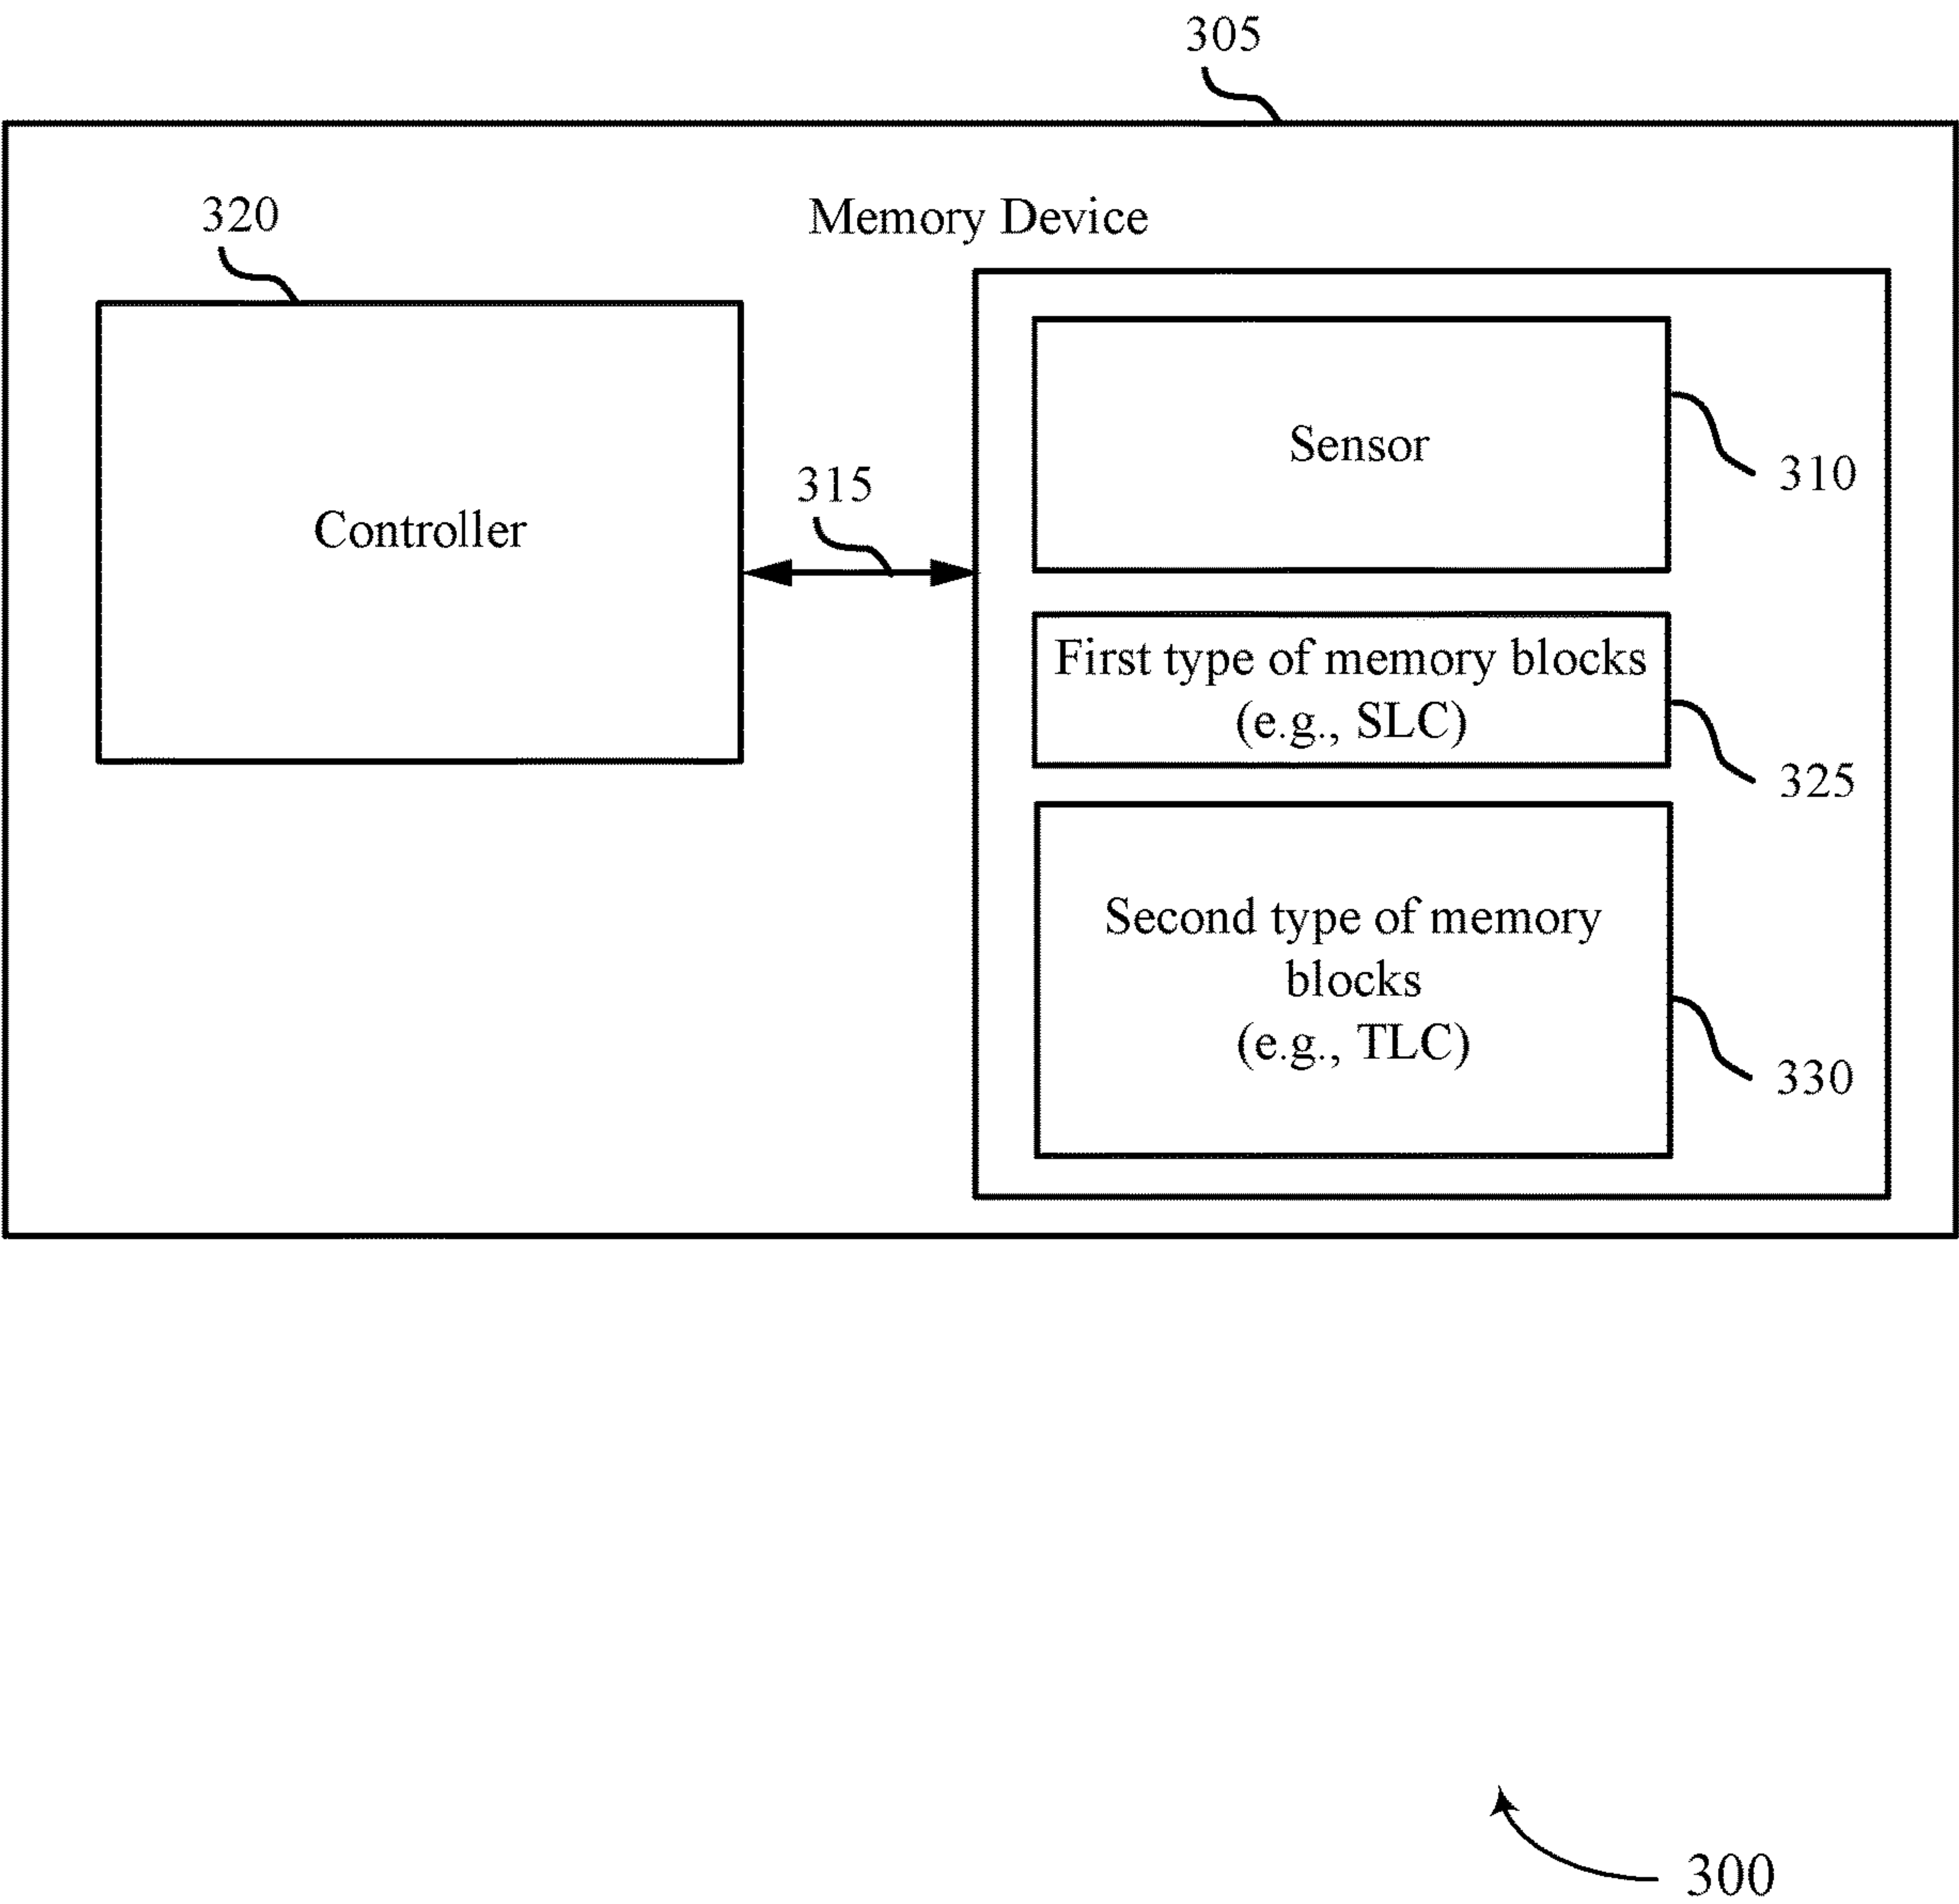 305
Memory Device
320
Controller
315
Sensor
310
First type of memory blocks
(e.g., SLC)
325
Second type of memory
blocks
(e.g., TLC)
330
300